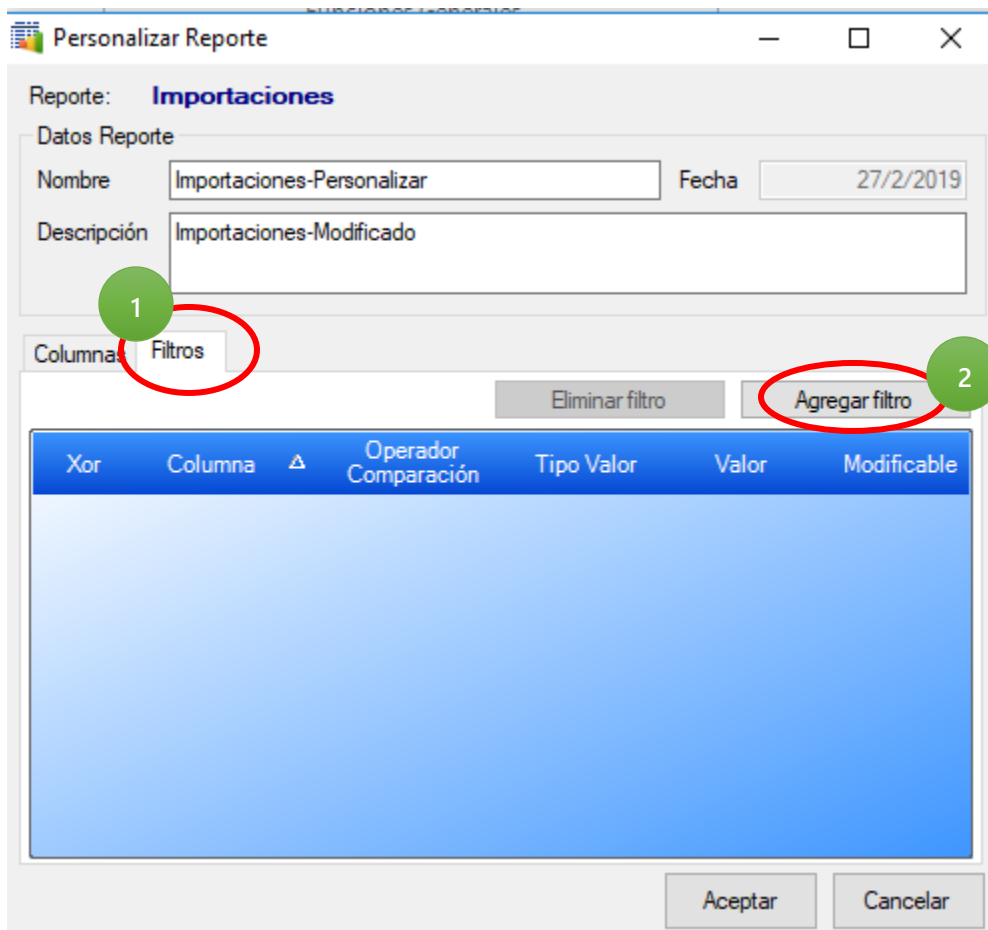 Personalizar Reporte
Reporte: Importaciones
Datos Reporte
Nombre Importaciones-Personalizar Fecha 27/2/2019
Descripción Importaciones-Modificado
1
Columnas Filtros
2
Eliminar filtro Agregar filtro
Xor Columna Operador Comparación Tipo Valor Valor Modificable
Aceptar Cancelar